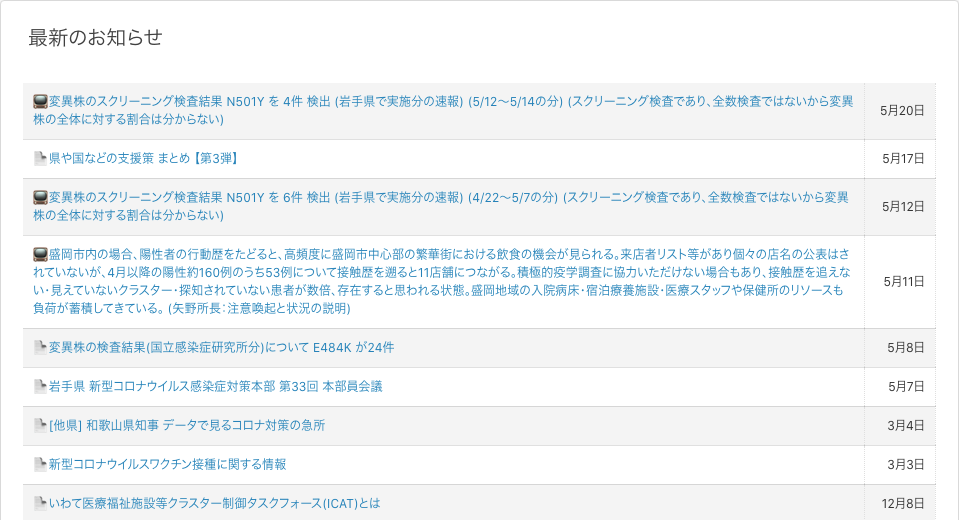 最新のお知らせ
変異株のスクリーニング検査結果 N501Y を 4件 検出 (岩手県で実施分の速報) (5/12〜5/14の分) (スクリーニング検査であり、全数検査ではないから変異
株の全体に対する割合は分からない)
5月20日
県や国などの支援策 まとめ 【第3弾】
5月17日
変異株のスクリーニング検査結果 N501Y を 6件 検出 (岩手県で実施分の速報) (4/22〜5/7の分) (スクリーニング検査であり、全数検査ではないから変異
株の全体に対する割合は分からない)
5月12日
盛岡市内の場合、陽性者の行動歴をたどると、高頻度に盛岡市中心部の繁華街における飲食の機会が見られる。来店者リスト等があり個々の店名の公表はさ
れていないが、4月以降の陽性約160例のうち53例について接触歴を遡ると11店舗につながる。積極的疫学調査に協力いただけない場合もあり、接触歴を追えな
い・見えていないクラスター・探知されていない患者が数倍、存在すると思われる状態。盛岡地域の入院病床・宿泊療養施設・医療スタッフや保健所のリソースも
負荷が蓄積してきている。 (矢野所長：注意喚起と状況の説明)
5月11日
変異株の検査結果(国立感染症研究所分)について E484K が24件
5月8日
岩手県 新型コロナウイルス感染症対策本部 第33回 本部員会議
5月7日
[他県] 和歌山県知事 データで見るコロナ対策の急所
3月4日
新型コロナウイルスワクチン接種に関する情報
3月3日
いわて医療福祉施設等クラスター制御タスクフォース(ICAT)とは
12月8日